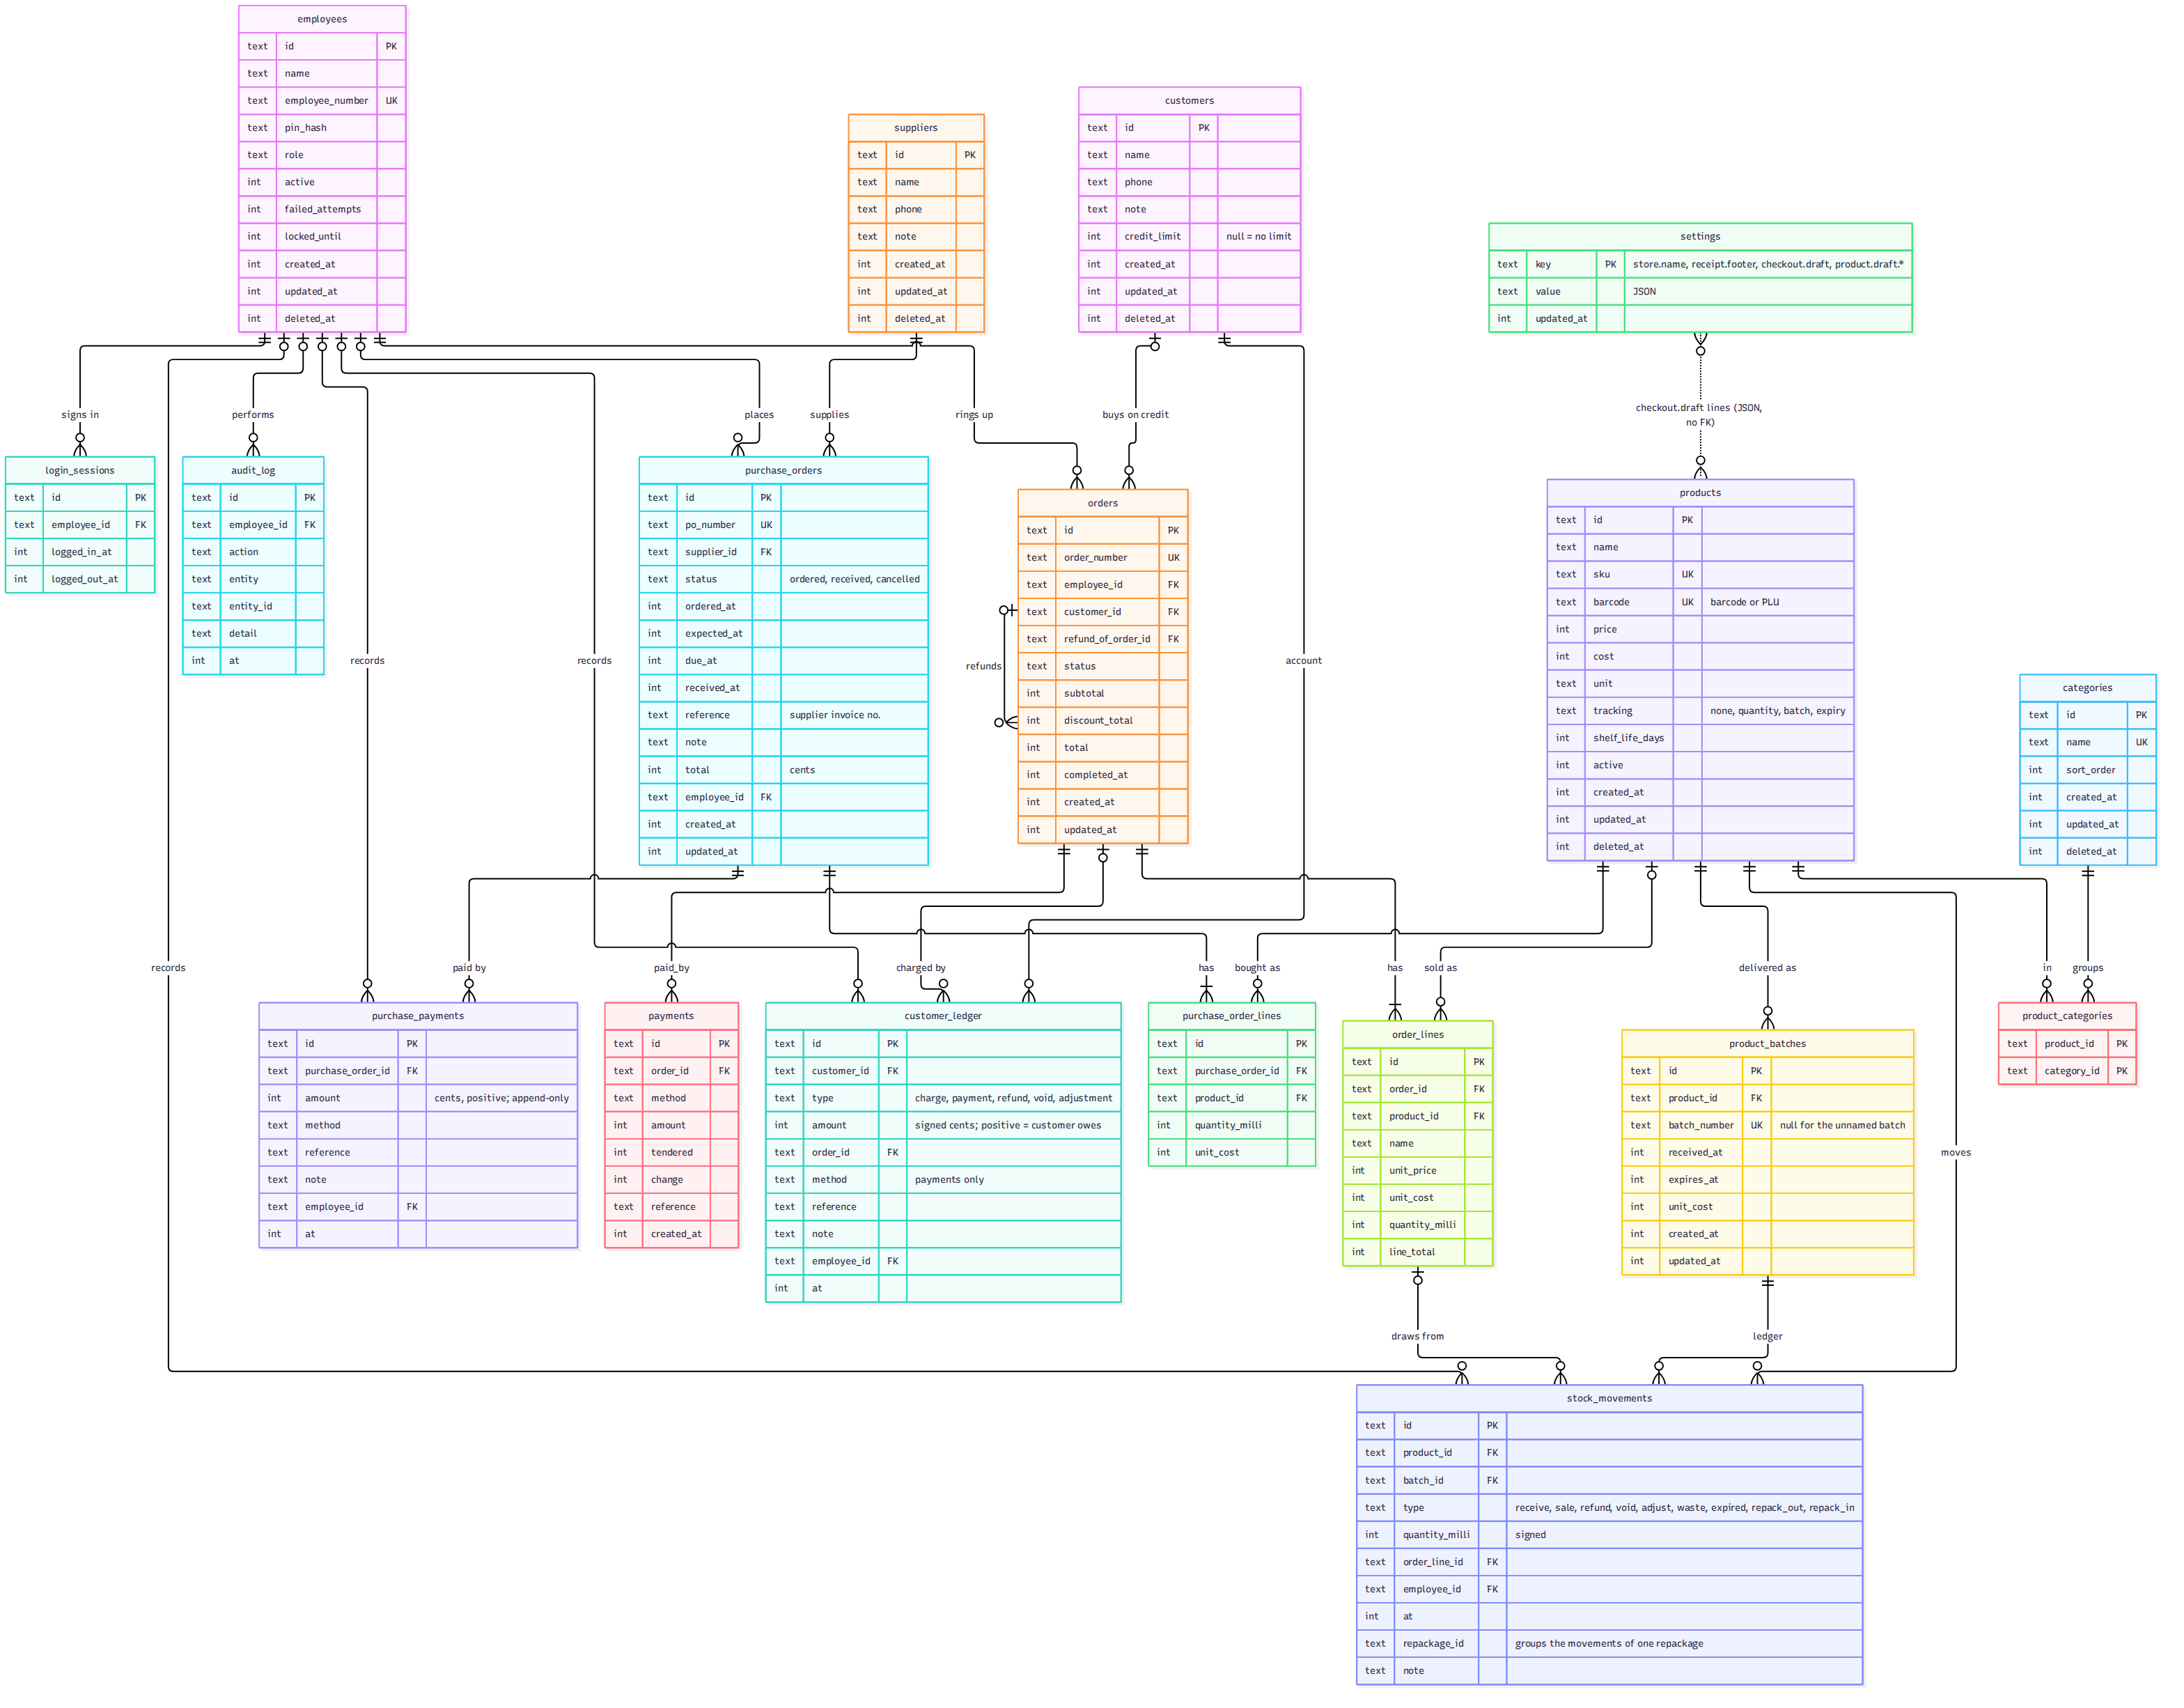 employees
text id PK
text name
text employee_number UK
text pin_hash
text role
int active
int failed_attempts
int locked_until
int created_at
int updated_at
int deleted_at
suppliers
text id PK
text name
text phone
text note
int created_at
int updated_at
int deleted_at
customers
text id PK
text name
text phone
text note
int credit_limit null = no limit
int created_at
int updated_at
int deleted_at
settings
text key PK store.name, receipt.footer, checkout.draft, product.draft.*
text value JSON
int updated_at
signs in
performs
places
supplies
rings up
buys on credit
checkout.draft lines (JSON,
no FK)
login_sessions
text id PK
text employee_id FK
int logged_in_at
int logged_out_at
audit_log
text id PK
text employee_id FK
text action
text entity
text entity_id
text detail
int at
purchase_orders
text id PK
text po_number UK
text supplier_id FK
text status ordered, received, cancelled
int ordered_at
int expected_at
int due_at
int received_at
text reference supplier invoice no.
text note
int total cents
text employee_id FK
int created_at
int updated_at
orders
text id PK
text order_number UK
text employee_id FK
text customer_id FK
text refund_of_order_id FK
text status
int subtotal
int discount_total
int total
int completed_at
int created_at
int updated_at
products
text id PK
text name
text sku UK
text barcode UK barcode or PLU
int price
int cost
text unit
text tracking none, quantity, batch, expiry
int shelf_life_days
int active
int created_at
int updated_at
int deleted_at
categories
text id PK
text name UK
int sort_order
int created_at
int updated_at
int deleted_at
records
records
refunds
account
records
paid by
paid_by
charged by
has
bought as
has
sold as
delivered as
in
groups
purchase_payments
text id PK
text purchase_order_id FK
int amount cents, positive; append-only
text method
text reference
text note
text employee_id FK
int at
payments
text id PK
text order_id FK
text method
int amount
int tendered
int change
text reference
int created_at
customer_ledger
text id PK
text customer_id FK
text type charge, payment, refund, void, adjustment
int amount signed cents; positive = customer owes
text order_id FK
text method payments only
text reference
text note
text employee_id FK
int at
purchase_order_lines
text id PK
text purchase_order_id FK
text product_id FK
int quantity_milli
int unit_cost
order_lines
text id PK
text order_id FK
text product_id FK
text name
int unit_price
int unit_cost
int quantity_milli
int line_total
product_batches
text id PK
text product_id FK
text batch_number UK null for the unnamed batch
int received_at
int expires_at
int unit_cost
int created_at
int updated_at
product_categories
text product_id PK
text category_id PK
moves
draws from
ledger
stock_movements
text id PK
text product_id FK
text batch_id FK
text type receive, sale, refund, void, adjust, waste, expired, repack_out, repack_in
int quantity_milli signed
text order_line_id FK
text employee_id FK
int at
text repackage_id groups the movements of one repackage
text note